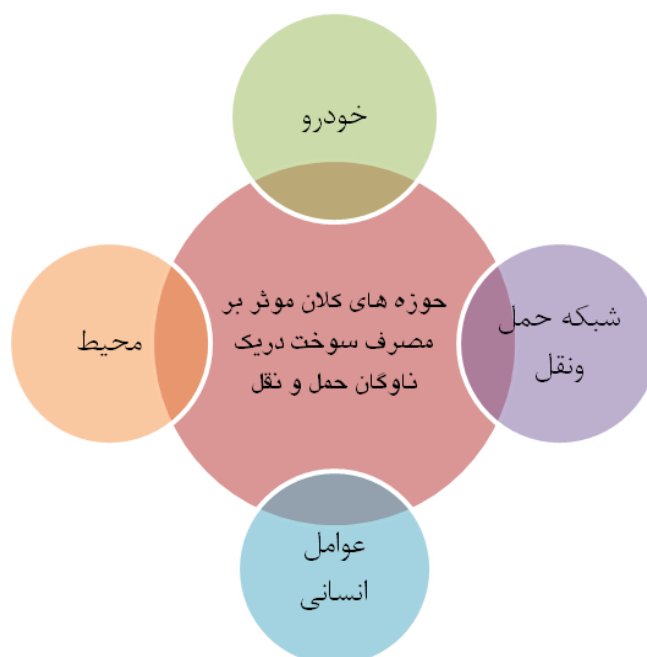 خودرو
حوزه های کلان موثر بر
مصرف سوخت دریک
ناوگان حمل و نقل
شبکه حمل
ونقل
محیط
عوامل
انسانی